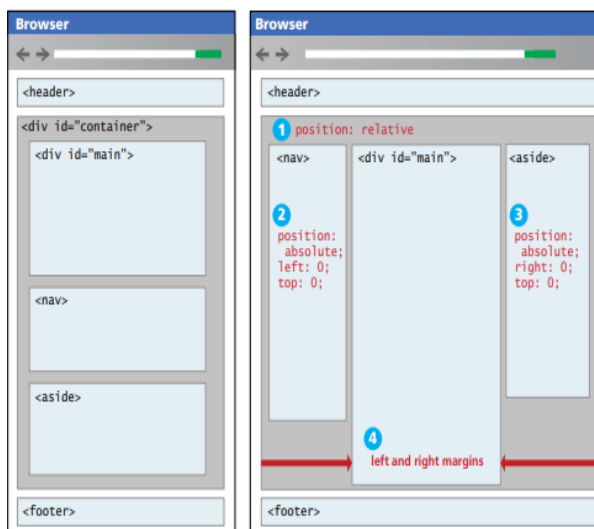 Browser
<header>
<div id="container">
<div id="main">
<nav>
<aside>
<footer>
Browser
<header>
1 position: relative
<nav>
2
position:
absolute;
left: 0;
top: 0;
<div id="main">
4
left and right margins
<aside>
3
position:
absolute;
right: 0;
top: 0;
<footer>